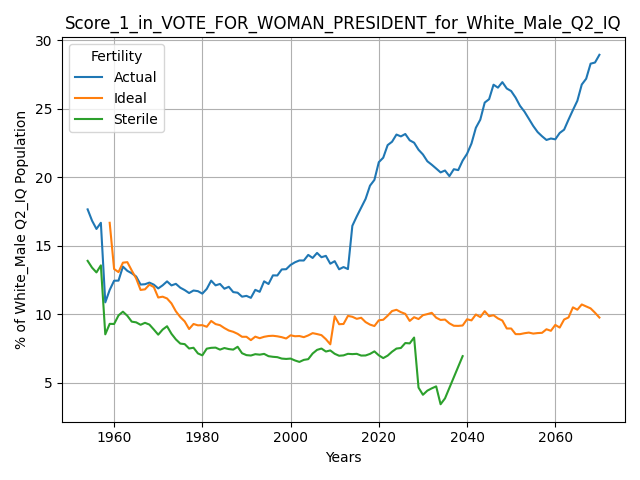 Score_1_in_VOTE_FOR_WOMAN_PRESIDENT_for_White_Male_Q2_IQ
Fertility
Actual
Ideal
Sterile
% of White_Male Q2_IQ Population
30
25
20
15
10
5
1960 1980 2000 2020 2040 2060
Years